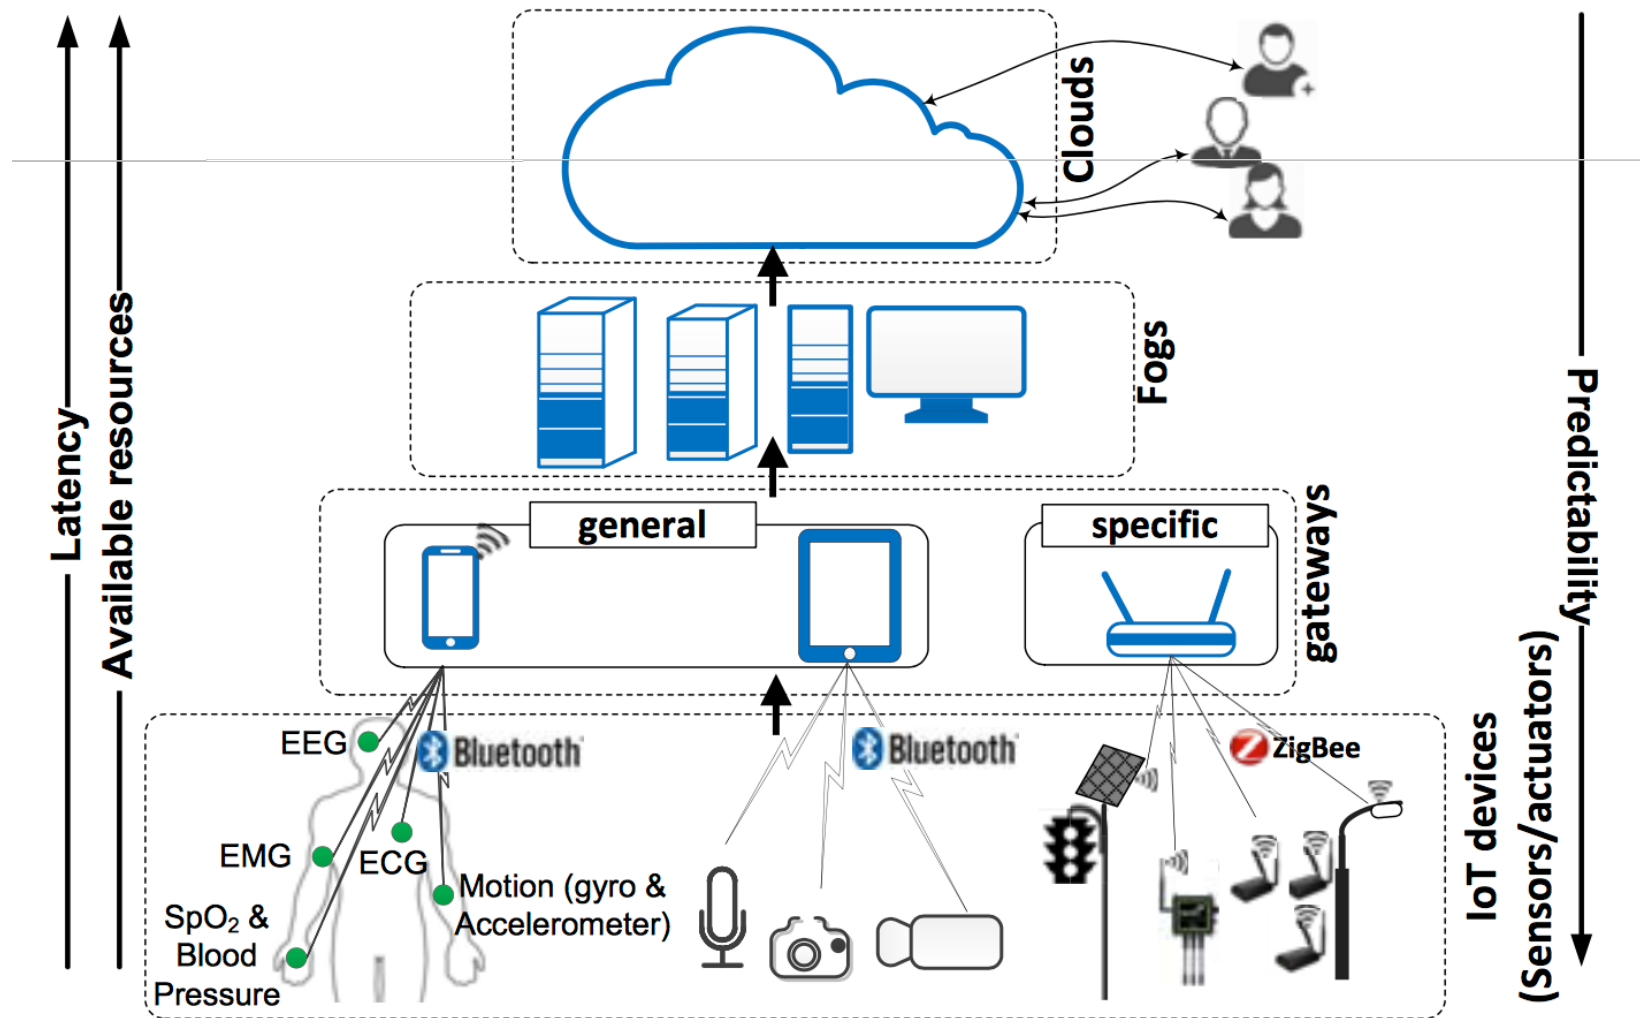 Clouds
Fogs
Latency
Available resources
Predictability
general
specific
gateways
EEG
Bluetooth
Bluetooth
ZigBee
EMG
ECG
Motion (gyro &
Accelerometer)
SpO₂ &
Blood
Pressure
IoT devices
(Sensors/actuators)